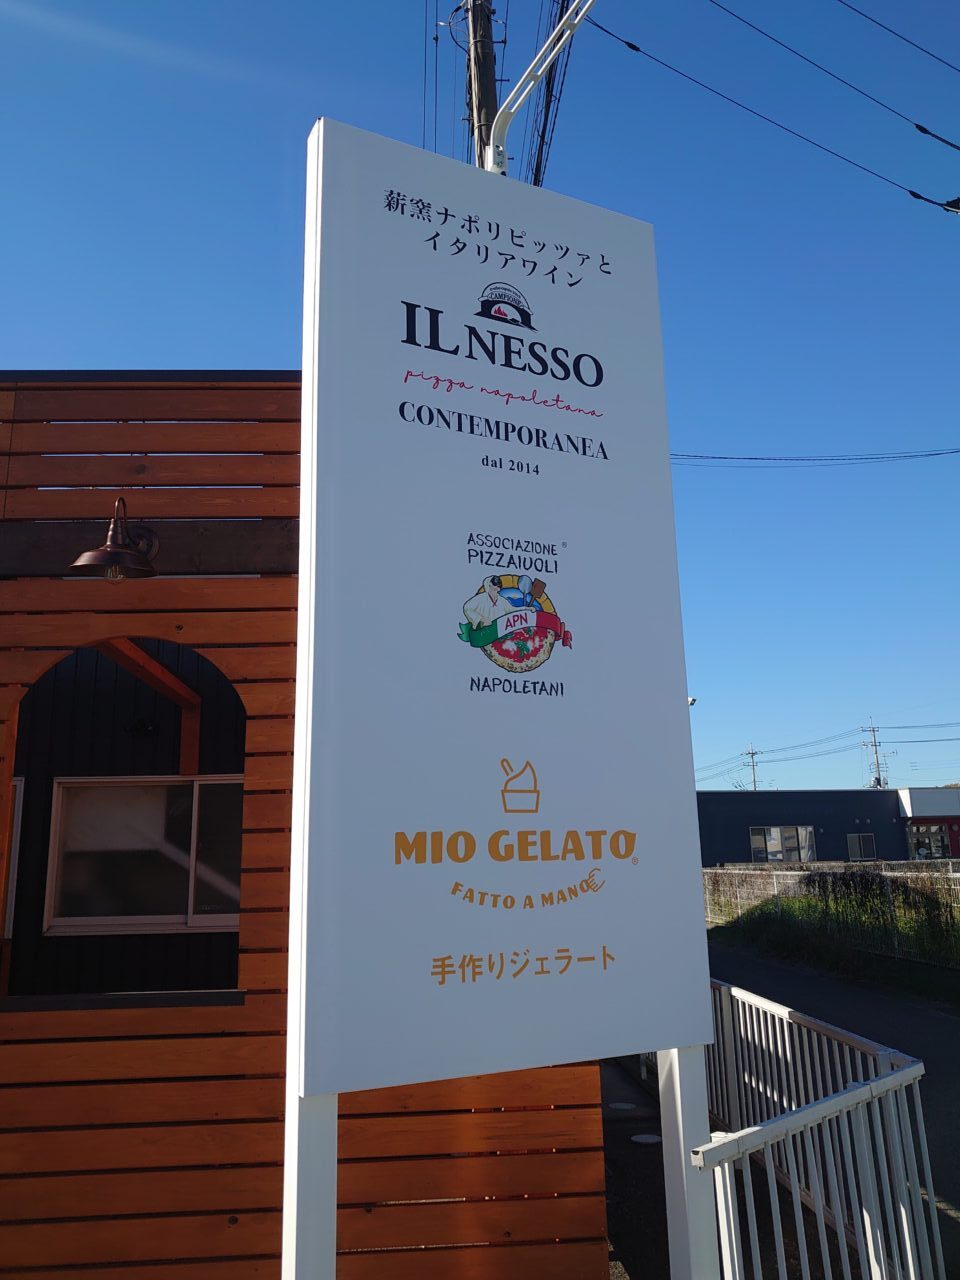 薪窯ナポリピッツァと
イタリアワイン
CAMPIONE
IL NESSO
pizza napoletana
CONTEMPORANEA
dal 2014
ASSOCIAZIONE ®
PIZZAIUOLI
APN
NAPOLETANI
MIO GELATO ®
FATTO A MANO
手作りジェラート